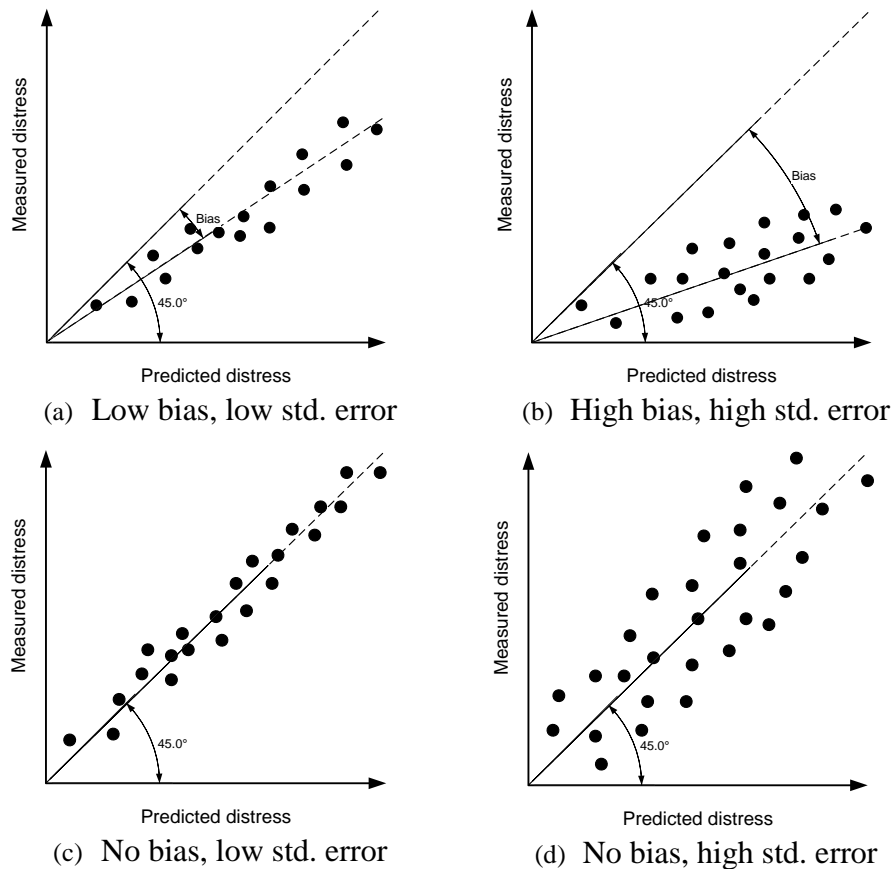 Measured distress
Bias
45.0°
Predicted distress
(a) Low bias, low std. error
Measured distress
Bias
45.0°
Predicted distress
(b) High bias, high std. error
Measured distress
45.0°
Predicted distress
(c) No bias, low std. error
Measured distress
45.0°
Predicted distress
(d) No bias, high std. error